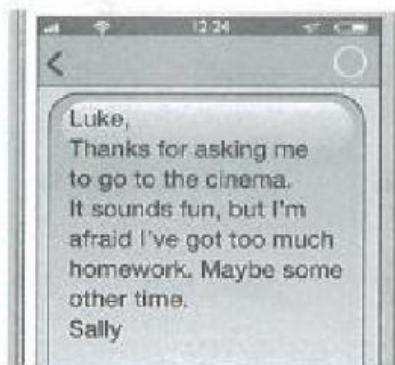 12 24
Luke,
Thanks for asking me
to go to the cinema.
It sounds fun, but I'm
afraid I've got too much
homework. Maybe some
other time.
Sally